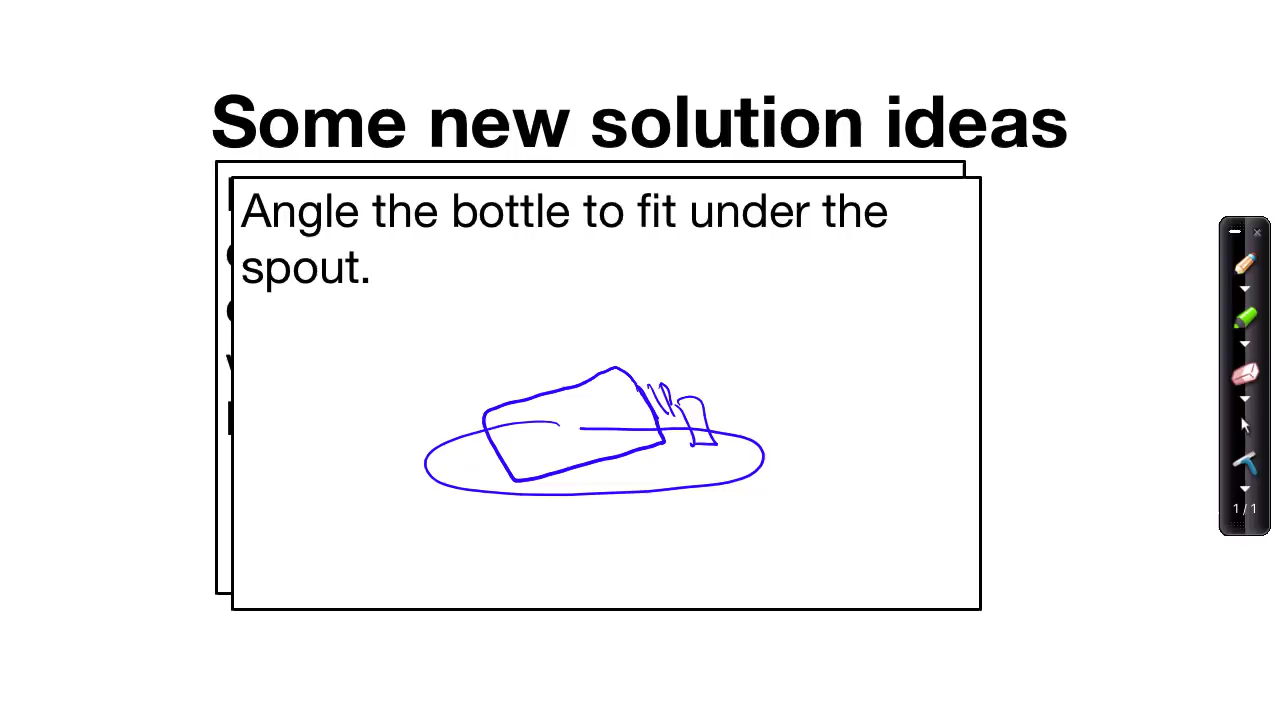 Some new solution ideas
Angle the bottle to fit under the
spout.
1 / 1